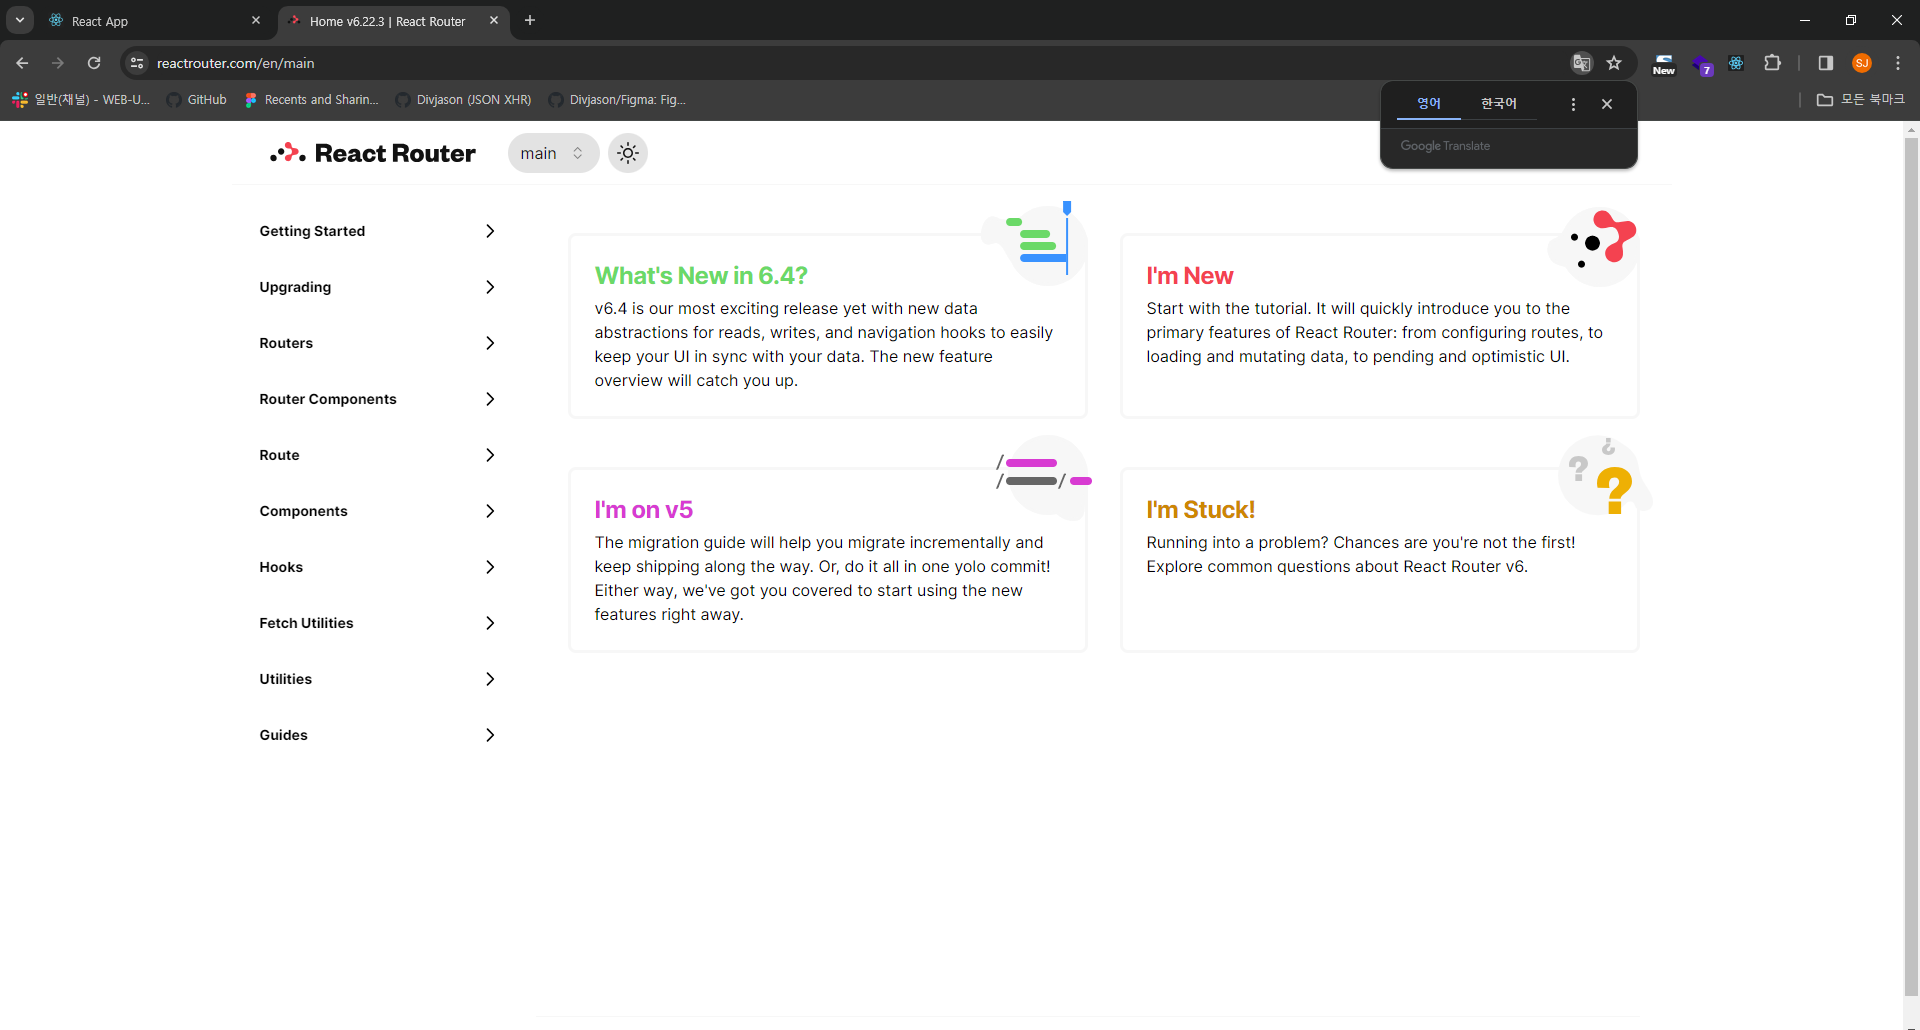 React App
Home v6.22.3 | React Router
reactrouter.com/en/main
New
7
SJ
일반(채널) - WEB-U...
GitHub
Recents and Sharin...
Divjason (JSON XHR)
Divjason/Figma: Fig...
모든 북마크
영어
한국어
Google Translate
React Router
main
Getting Started
Upgrading
Routers
Router Components
Route
Components
Hooks
Fetch Utilities
Utilities
Guides
What's New in 6.4?
v6.4 is our most exciting release yet with new data
abstractions for reads, writes, and navigation hooks to easily
keep your UI in sync with your data. The new feature
overview will catch you up.
I'm New
Start with the tutorial. It will quickly introduce you to the
primary features of React Router: from configuring routes, to
loading and mutating data, to pending and optimistic UI.
I'm on v5
The migration guide will help you migrate incrementally and
keep shipping along the way. Or, do it all in one yolo commit!
Either way, we've got you covered to start using the new
features right away.
I'm Stuck!
Running into a problem? Chances are you're not the first!
Explore common questions about React Router v6.